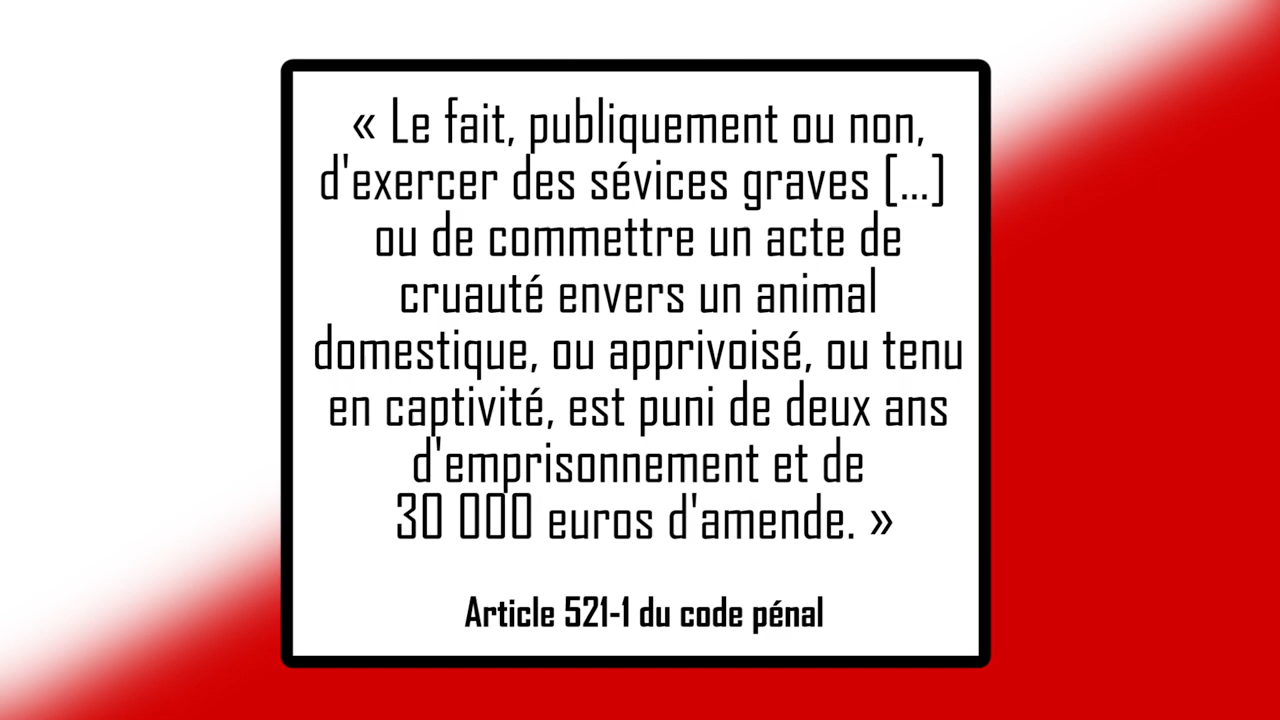 « Le fait, publiquement ou non,
d'exercer des sévices graves [...]
ou de commettre un acte de
cruauté envers un animal
domestique, ou apprivoisé, ou tenu
en captivité, est puni de deux ans
d'emprisonnement et de
30 000 euros d'amende. »
Article 521-1 du code pénal